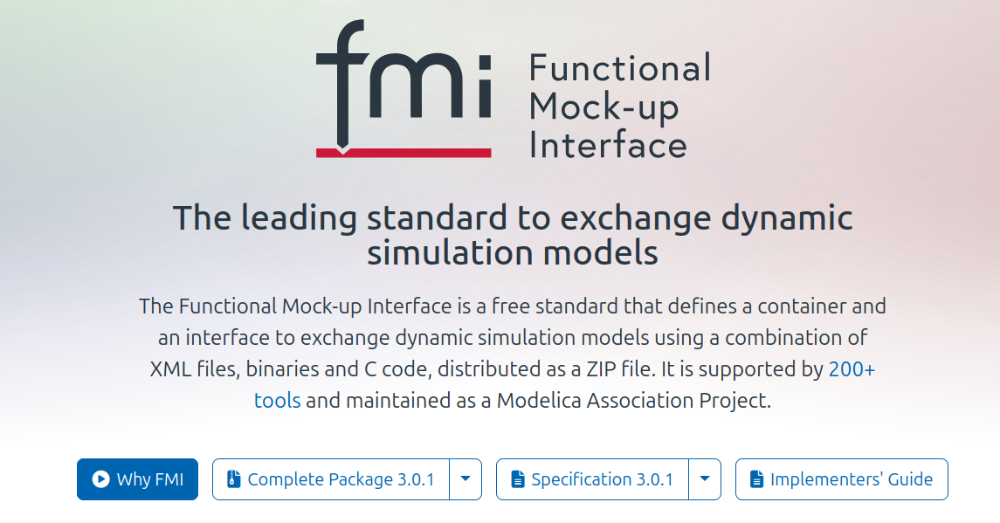 fmi
Functional
Mock-up
Interface
The leading standard to exchange dynamic
simulation models
The Functional Mock-up Interface is a free standard that defines a container and
an interface to exchange dynamic simulation models using a combination of
XML files, binaries and C code, distributed as a ZIP file. It is supported by 200+
tools and maintained as a Modelica Association Project.
Why FMI
Complete Package 3.0.1
Specification 3.0.1
Implementers' Guide